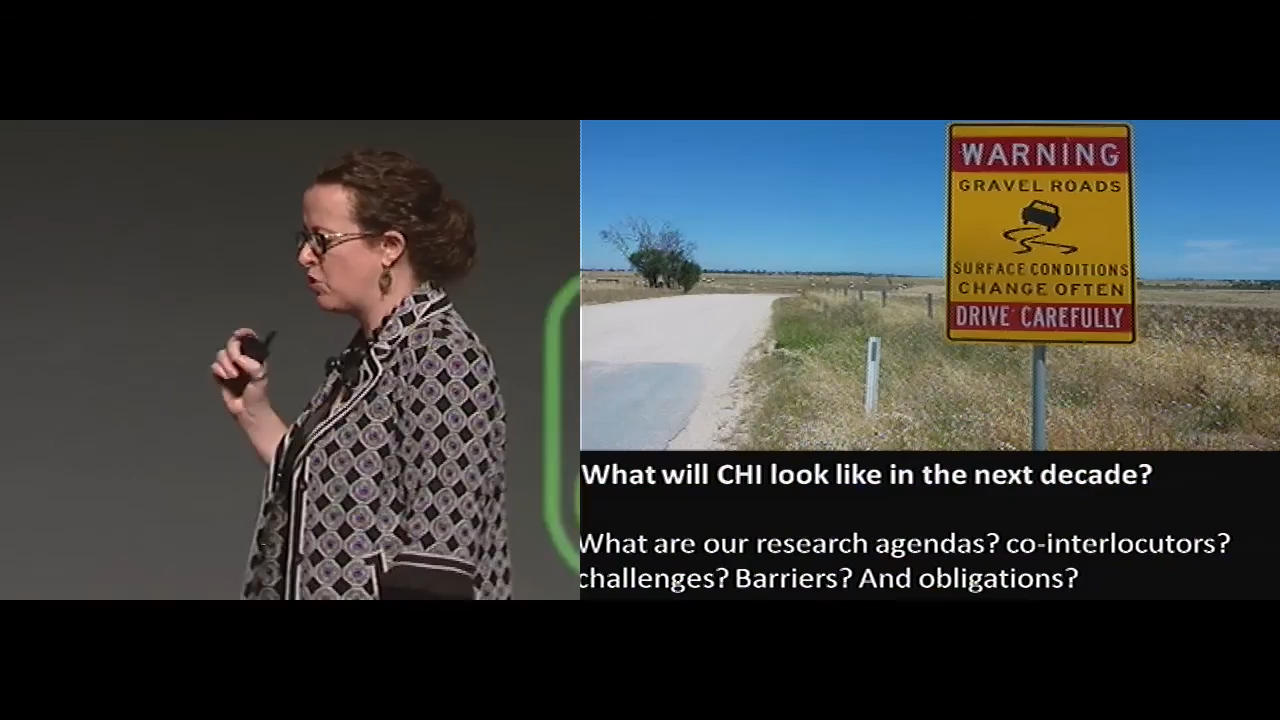 WARNING
GRAVEL ROADS
SURFACE CONDITIONS
CHANGE OFTEN
DRIVE CAREFULLY
What will CHI look like in the next decade?
What are our research agendas? co-interlocutors?
challenges? Barriers? And obligations?